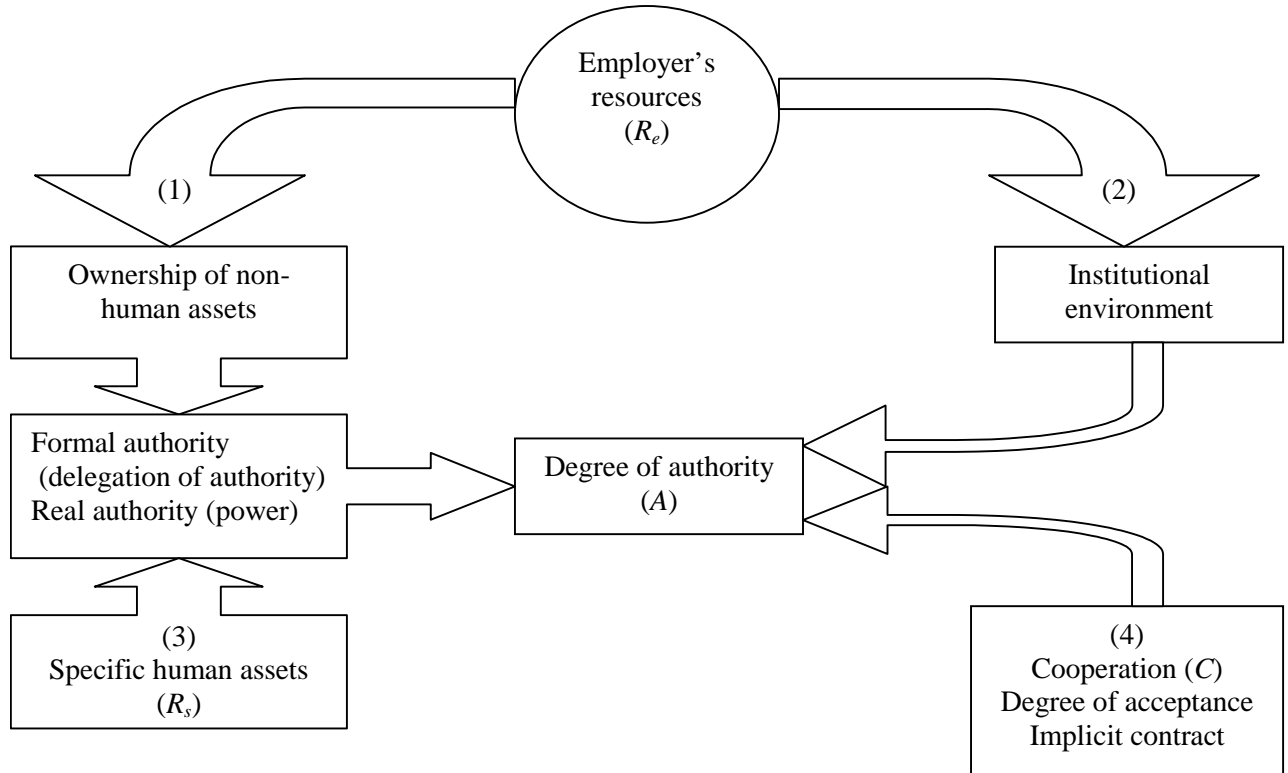 Employer’s
resources
(Re)
(1)
(2)
Ownership of non-
human assets
Institutional
environment
Formal authority
(delegation of authority)
Real authority (power)
Degree of authority
(A)
(3)
Specific human assets
(Rs)
(4)
Cooperation (C)
Degree of acceptance
Implicit contract